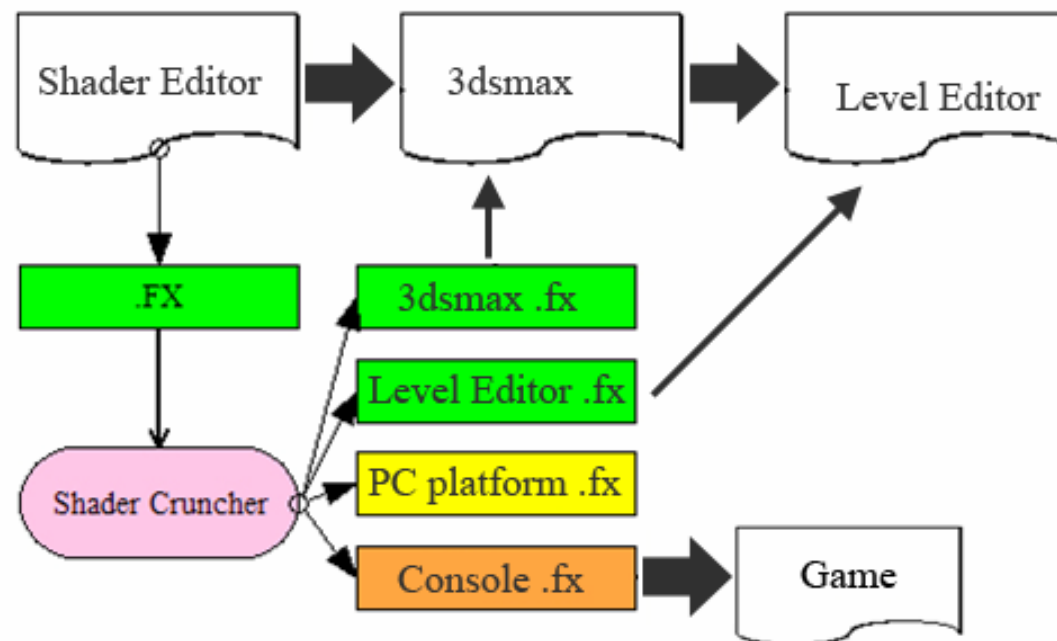 Shader Editor
3dsmax
Level Editor
.FX
3dsmax .fx
Level Editor .fx
Shader Cruncher
PC platform .fx
Console .fx
Game